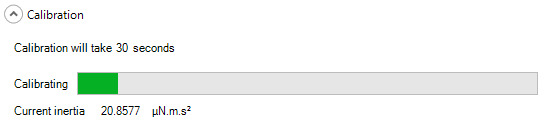 Calibration
Calibration will take 30 seconds
Calibrating
Current inertia 20.8577 µN.m.s²